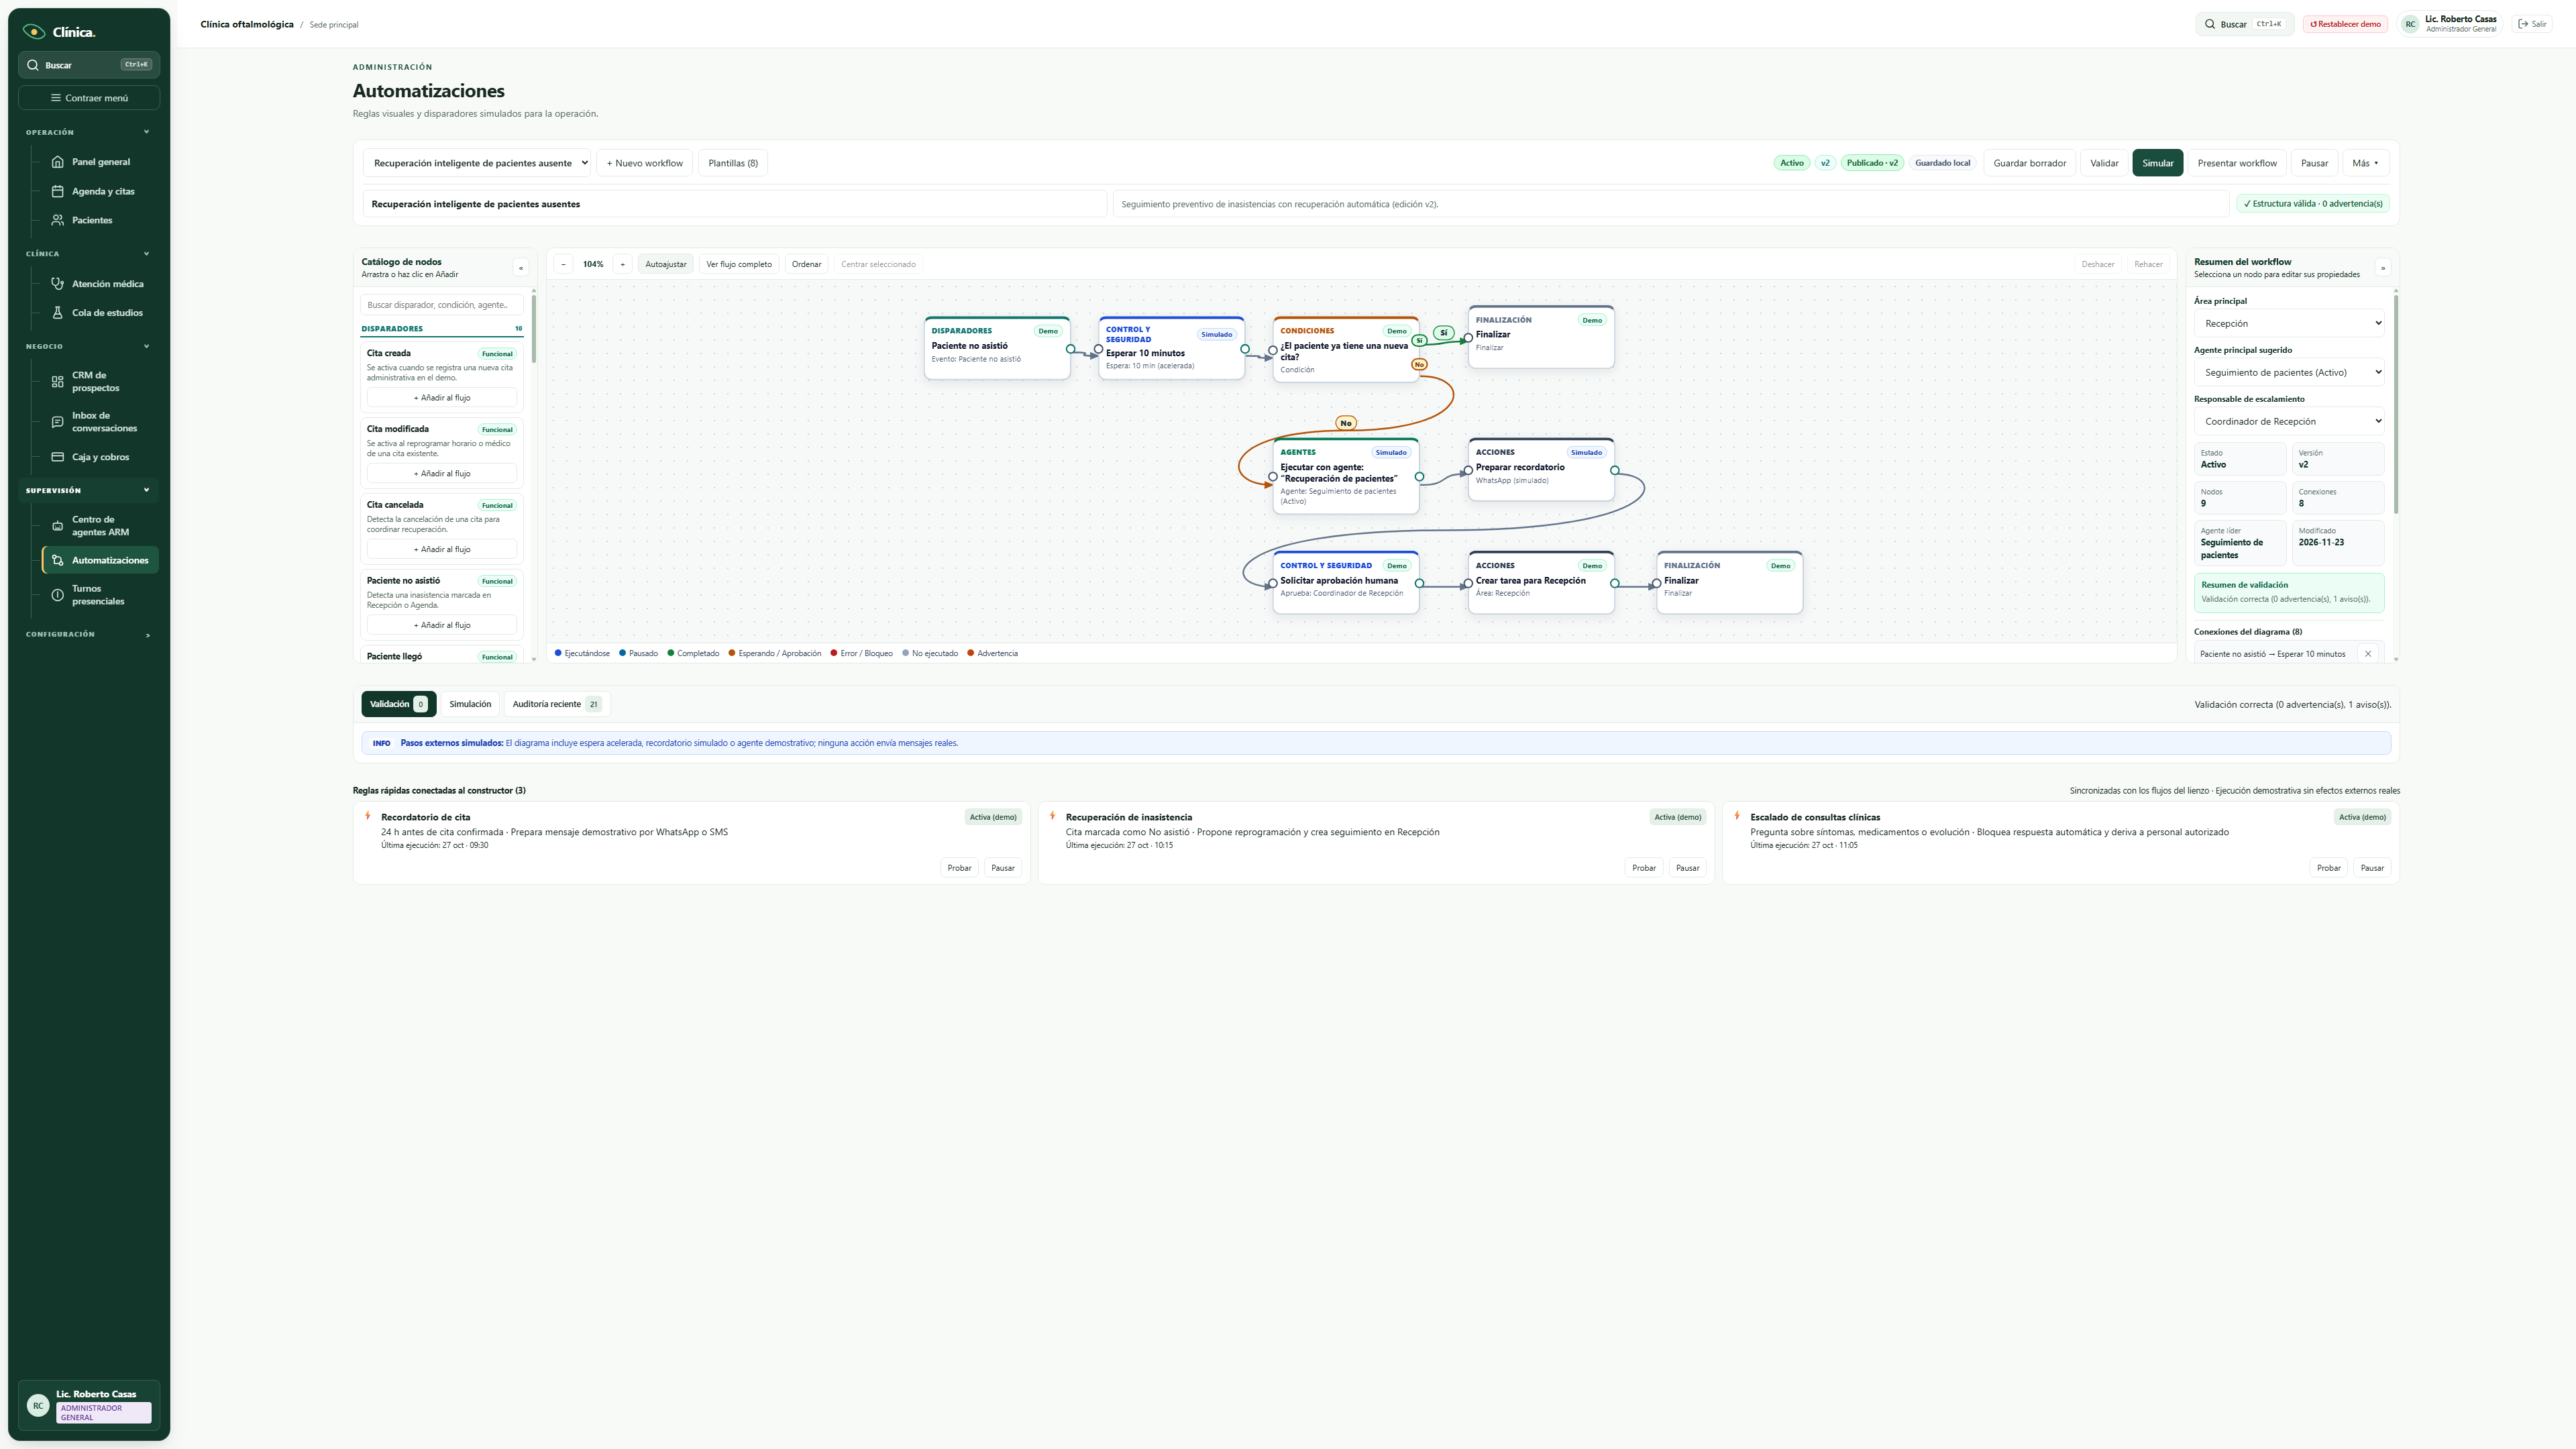 Clínica.
Buscar Ctrl+K
Contraer menú
OPERACIÓN
Panel general
Agenda y citas
Pacientes
CLÍNICA
Atención médica
Cola de estudios
NEGOCIO
CRM de
prospectos
Inbox de
conversaciones
Caja y cobros
SUPERVISIÓN
Centro de
agentes ARM
Automatizaciones
Turnos
presenciales
CONFIGURACIÓN
RC
Lic. Roberto Casas
ADMINISTRADOR
GENERAL
Clínica oftalmológica / Sede principal
Buscar Ctrl+K
↺ Restablecer demo
RC
Lic. Roberto Casas
Administrador General
Salir
ADMINISTRACIÓN
Automatizaciones
Reglas visuales y disparadores simulados para la operación.
Recuperación inteligente de pacientes ausente
+ Nuevo workflow
Plantillas (8)
Activo
v2
Publicado · v2
Guardado local
Guardar borrador
Validar
Simular
Presentar workflow
Pausar
Más
Recuperación inteligente de pacientes ausentes
Seguimiento preventivo de inasistencias con recuperación automática (edición v2).
✓ Estructura válida · 0 advertencia(s)
Catálogo de nodos
Arrastra o haz clic en Añadir
«
Buscar disparador, condición, agente..
DISPARADORES 10
Cita creada Funcional
Se activa cuando se registra una nueva cita
administrativa en el demo.
+ Añadir al flujo
Cita modificada Funcional
Se activa al reprogramar horario o médico
de una cita existente.
+ Añadir al flujo
Cita cancelada Funcional
Detecta la cancelación de una cita para
coordinar recuperación.
+ Añadir al flujo
Paciente no asistió Funcional
Detecta una inasistencia marcada en
Recepción o Agenda.
+ Añadir al flujo
Paciente llegó Funcional
− 104% + Autoajustar Ver flujo completo Ordenar Centrar seleccionado
Deshacer Rehacer
DISPARADORES Demo
Paciente no asistió
Evento: Paciente no asistió
CONTROL Y
SEGURIDAD Simulado
Esperar 10 minutos
Espera: 10 min (acelerada)
CONDICIONES Demo
¿El paciente ya tiene una nueva
cita?
Condición
Sí
No
Sí
FINALIZACIÓN Demo
Finalizar
Finalizar
No
AGENTES Simulado
Ejecutar con agente:
"Recuperación de pacientes"
Agente: Seguimiento de pacientes
(Activo)
ACCIONES Simulado
Preparar recordatorio
WhatsApp (simulado)
CONTROL Y SEGURIDAD Demo
Solicitar aprobación humana
Aprueba: Coordinador de Recepción
ACCIONES Demo
Crear tarea para Recepción
Área: Recepción
FINALIZACIÓN Demo
Finalizar
Finalizar
Ejecutándose Pausado Completado Esperando / Aprobación Error / Bloqueo No ejecutado Advertencia
Resumen del workflow
Selecciona un nodo para editar sus propiedades
»
Área principal
Recepción
Agente principal sugerido
Seguimiento de pacientes (Activo)
Responsable de escalamiento
Coordinador de Recepción
Estado
Activo
Versión
v2
Nodos
9
Conexiones
8
Agente líder
Seguimiento de
pacientes
Modificado
2026-11-23
Resumen de validación
Validación correcta (0 advertencia(s), 1 aviso(s)).
Conexiones del diagrama (8)
Paciente no asistió → Esperar 10 minutos
Validación 0
Simulación
Auditoría reciente 21
Validación correcta (0 advertencia(s), 1 aviso(s)).
INFO Pasos externos simulados: El diagrama incluye espera acelerada, recordatorio simulado o agente demostrativo; ninguna acción envía mensajes reales.
Reglas rápidas conectadas al constructor (3)
Sincronizadas con los flujos del lienzo · Ejecución demostrativa sin efectos externos reales
Recordatorio de cita Activa (demo)
24 h antes de cita confirmada · Prepara mensaje demostrativo por WhatsApp o SMS
Última ejecución: 27 oct · 09:30
Probar Pausar
Recuperación de inasistencia Activa (demo)
Cita marcada como No asistió · Propone reprogramación y crea seguimiento en Recepción
Última ejecución: 27 oct · 10:15
Probar Pausar
Escalado de consultas clínicas Activa (demo)
Pregunta sobre síntomas, medicamentos o evolución · Bloquea respuesta automática y deriva a personal autorizado
Última ejecución: 27 oct · 11:05
Probar Pausar